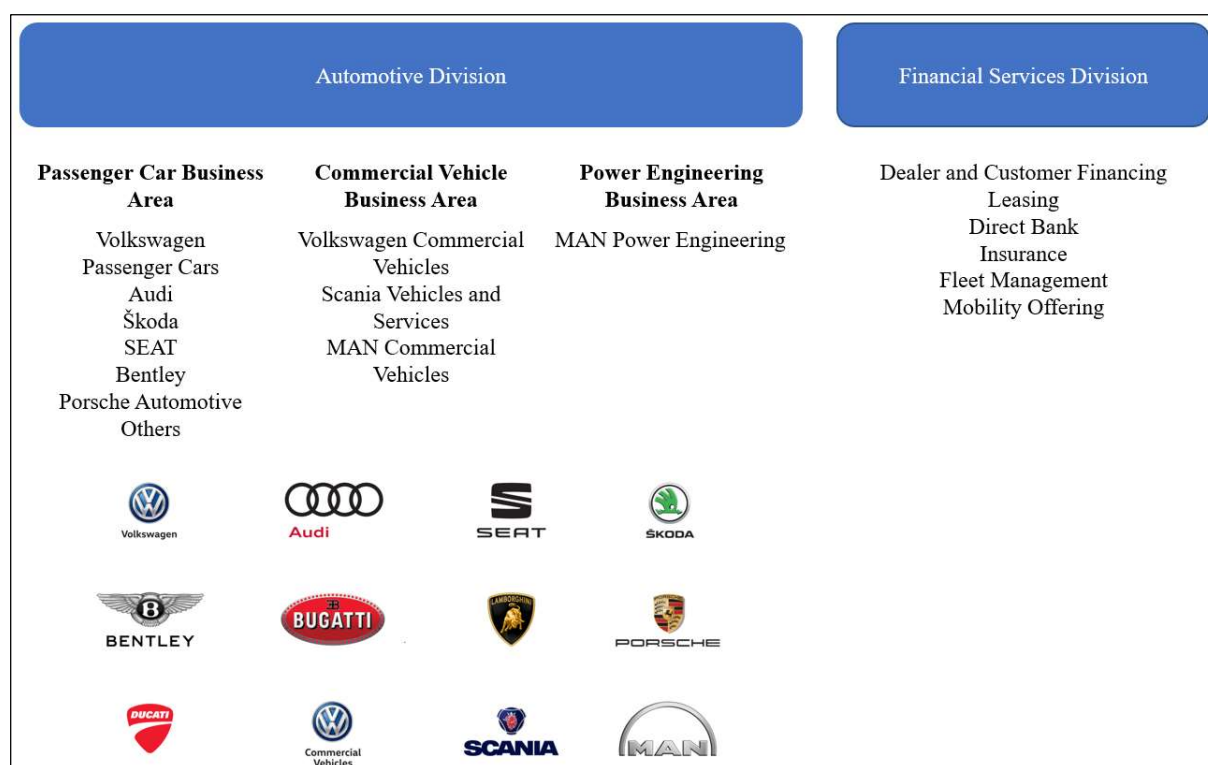 Automotive Division
Financial Services Division
Passenger Car Business
Area
Volkswagen
Passenger Cars
Audi
Škoda
SEAT
Bentley
Porsche Automotive
Others
Commercial Vehicle
Business Area
Volkswagen Commercial
Vehicles
Scania Vehicles and
Services
MAN Commercial
Vehicles
Power Engineering
Business Area
MAN Power Engineering
Dealer and Customer Financing
Leasing
Direct Bank
Insurance
Fleet Management
Mobility Offering
Volkswagen
Audi
SEAT
ŠKODA
B
BENTLEY
EB
BUGATTI
LAMBORGHINI
PORSCHE
DUCATI
Commercial
Vehicles
SCANIA
MAN